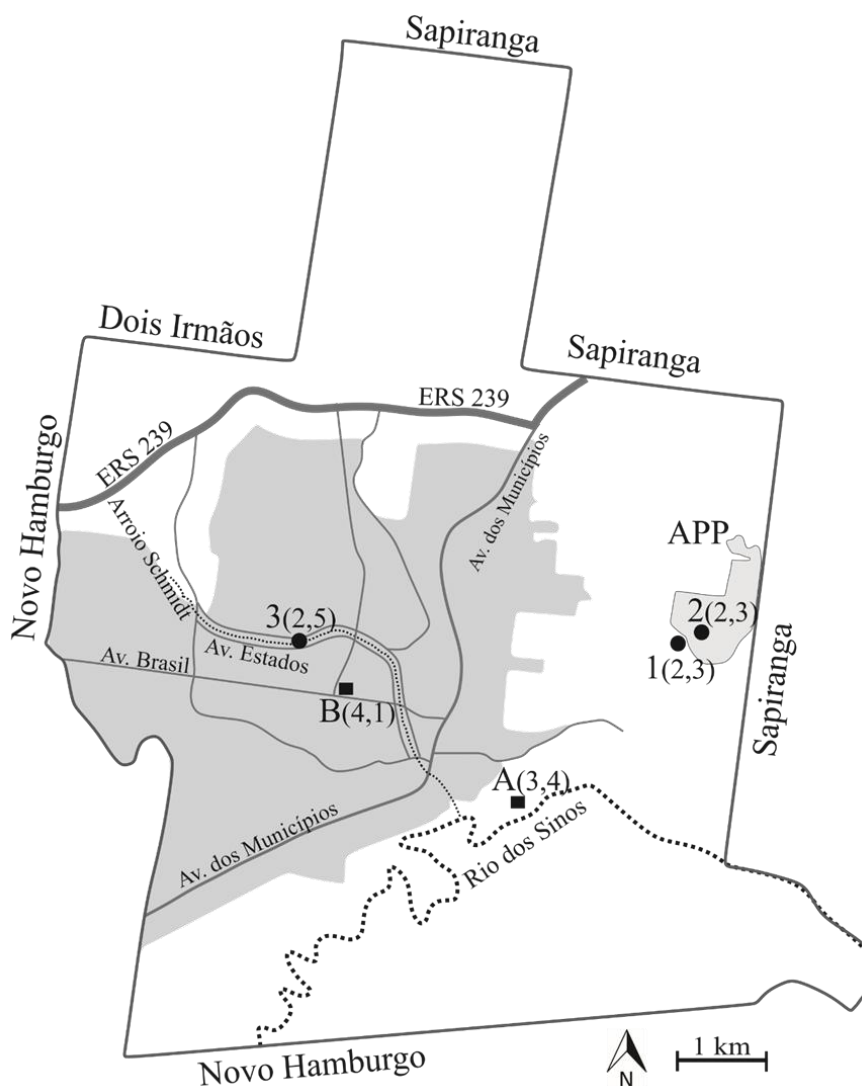 Sapiranga
Dois Irmãos
Sapiranga
ERS 239
ERS 239
Novo Hamburgo
Av. dos Municípios
Arroio Schmidt
APP
3(2,5)
2(2,3)
Av. Estados
Av. Brasil
1(2,3)
B(4,1)
Sapiranga
A(3,4)
Av. dos Municípios
Rio dos Sinos
Novo Hamburgo
N
1 km